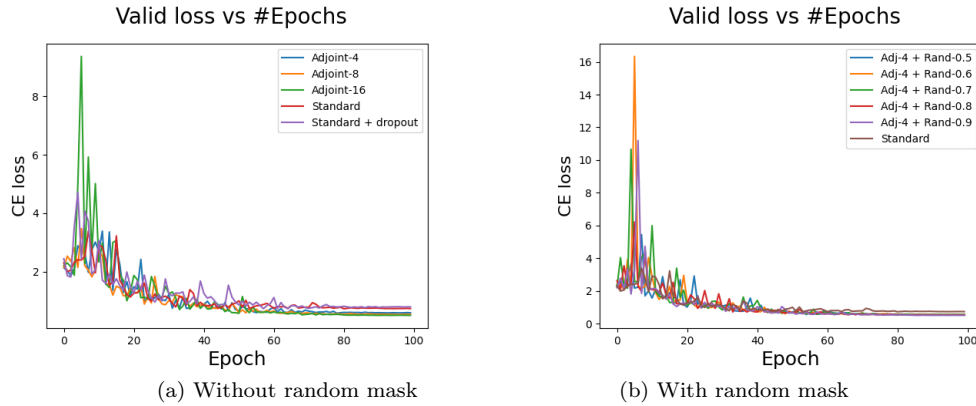 Valid loss vs #Epochs
CE loss
8
6
4
2
0
20
40
60
80
100
Epoch
Adjoint-4
Adjoint-8
Adjoint-16
Standard
Standard + dropout
(a) Without random mask
Valid loss vs #Epochs
CE loss
16
14
12
10
8
6
4
2
0
0
20
40
60
80
100
Epoch
Adj-4 + Rand-0.5
Adj-4 + Rand-0.6
Adj-4 + Rand-0.7
Adj-4 + Rand-0.8
Adj-4 + Rand-0.9
Standard
(b) With random mask